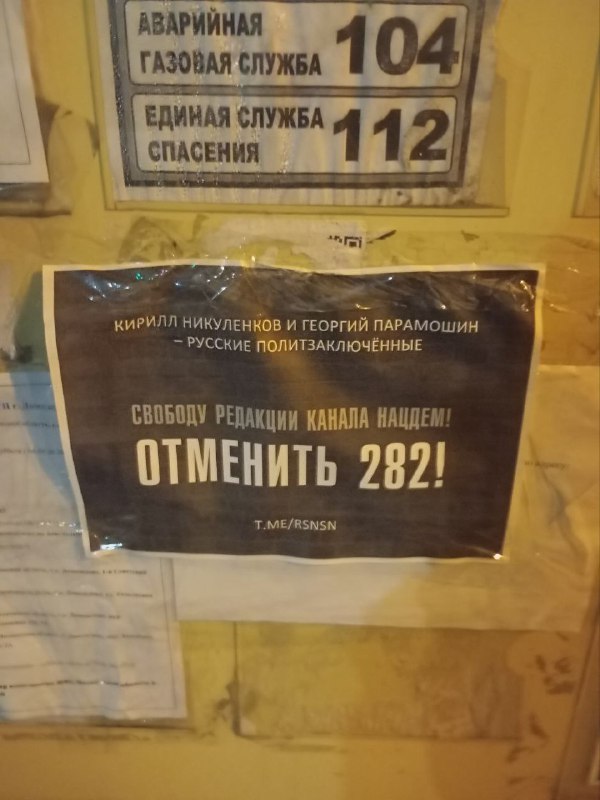 АВАРИЙНАЯ
ГАЗОВАЯ СЛУЖБА
104
ЕДИНАЯ СЛУЖБА
СПАСЕНИЯ
112
КИРИЛЛ НИКУЛЕНКОВ И ГЕОРГИЙ ПАРАМОШИН
– РУССКИЕ ПОЛИТЗАКЛЮЧЁННЫЕ
СВОБОДУ РЕДАКЦИИ КАНАЛА НАЦДЕМ!
ОТМЕНИТЬ 282!
T.ME/RSNSN